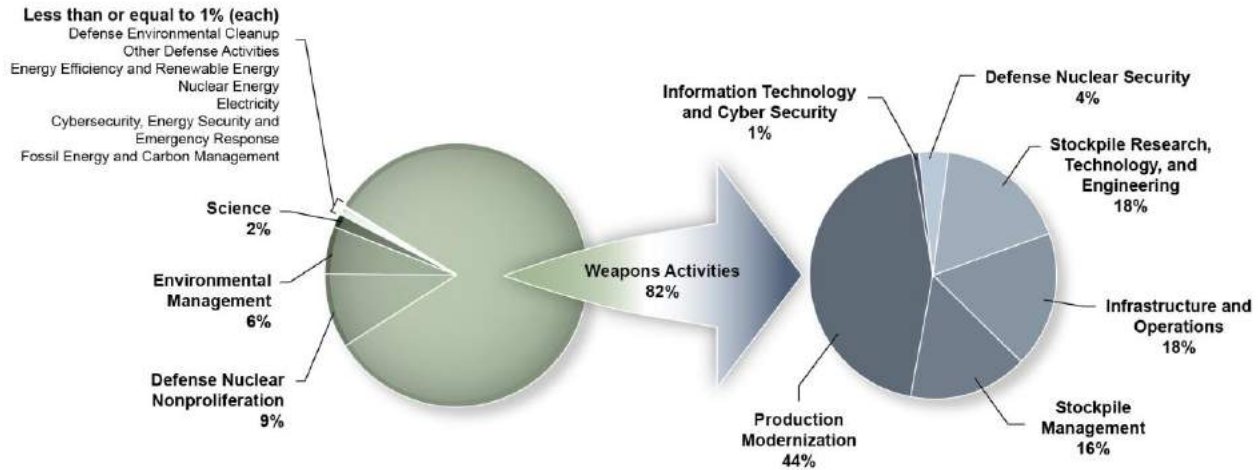 Less than or equal to 1% (each)
Defense Environmental Cleanup
Other Defense Activities
Energy Efficiency and Renewable Energy
Nuclear Energy
Electricity
Cybersecurity, Energy Security and
Emergency Response
Fossil Energy and Carbon Management
Science
2%
Environmental
Management
6%
Defense Nuclear
Nonproliferation
9%
Weapons Activities
82%
Information Technology
and Cyber Security
1%
Defense Nuclear Security
4%
Stockpile Research,
Technology, and
Engineering
18%
Infrastructure and
Operations
18%
Stockpile
Management
16%
Production
Modernization
44%